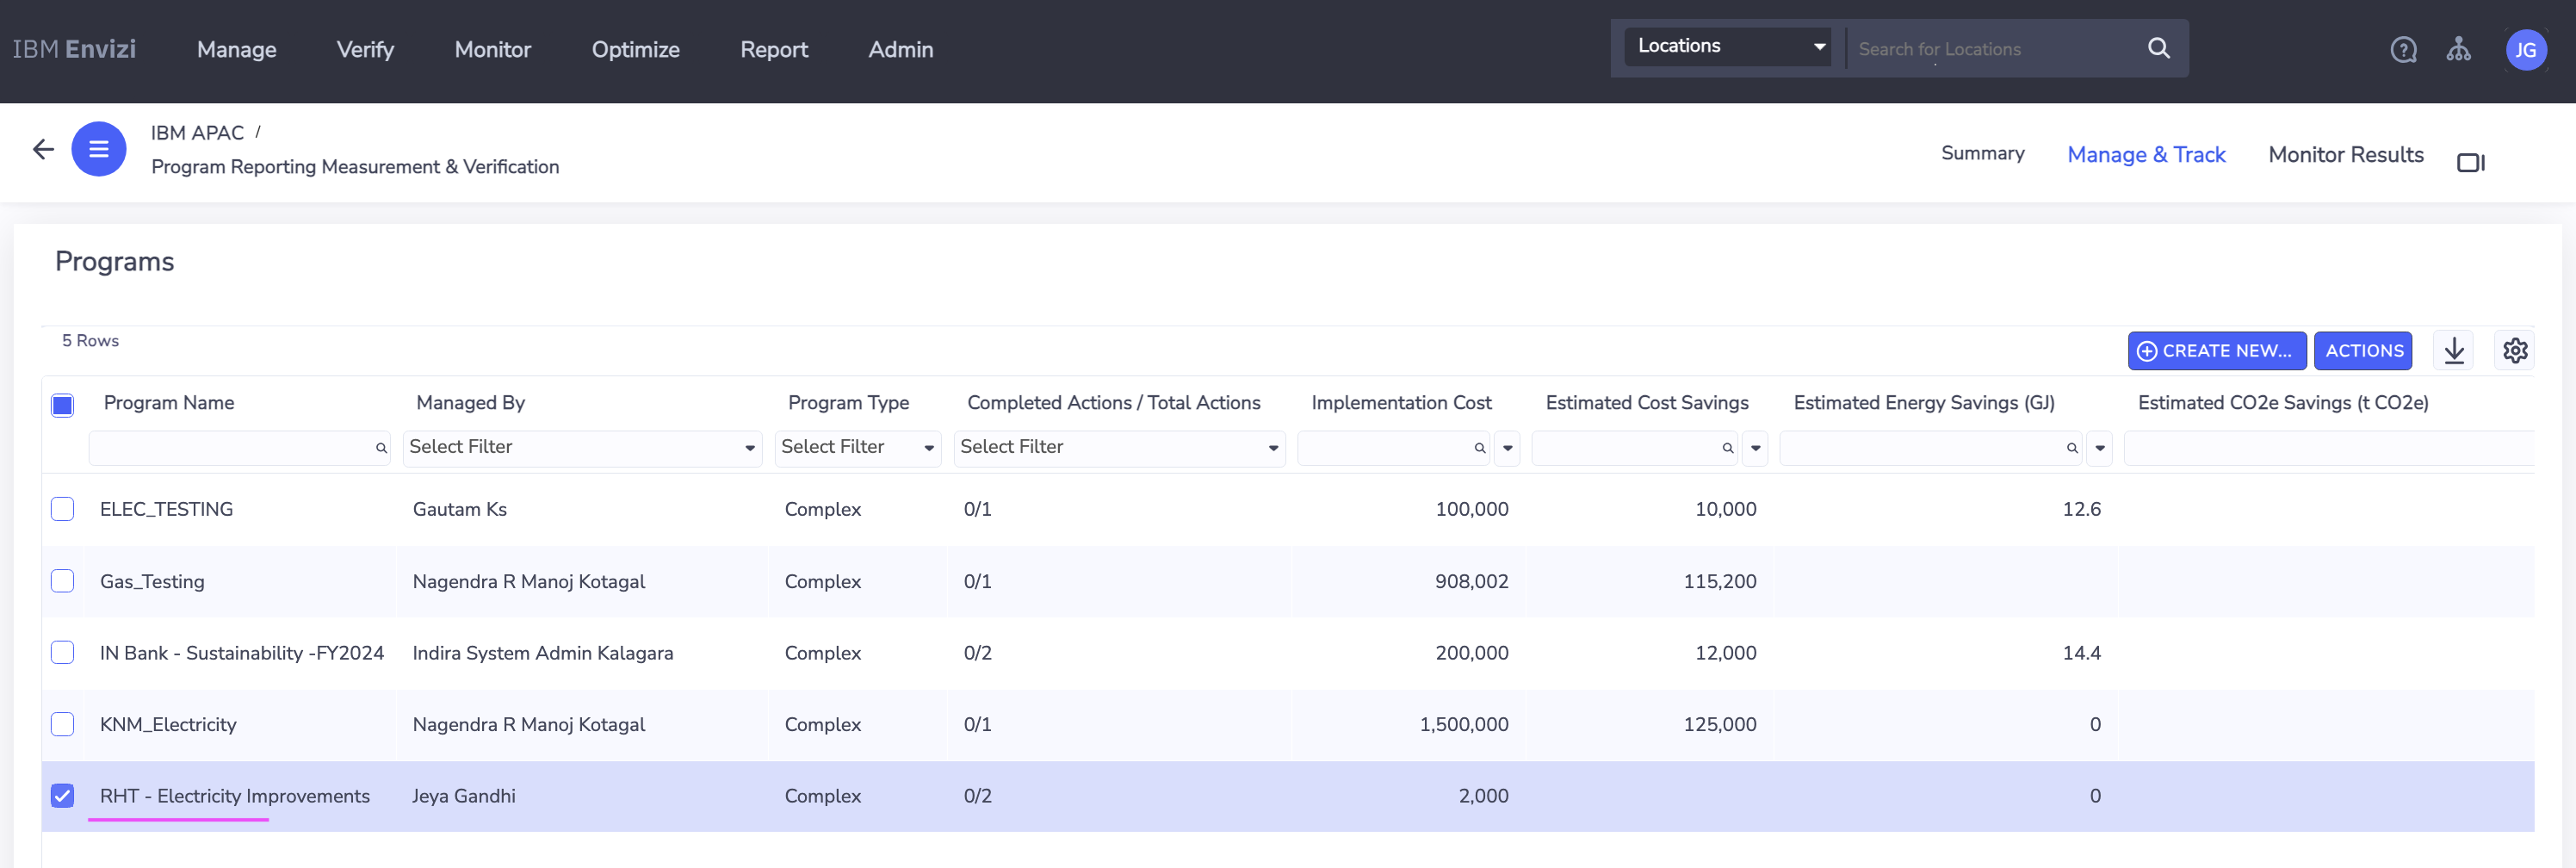 IBM Envizi Manage Verify Monitor Optimize Report Admin Locations Search for Locations JG
IBM APAC /
Program Reporting Measurement & Verification
Summary Manage & Track Monitor Results
Programs
5 Rows
CREATE NEW... ACTIONS
Program Name Managed By Program Type Completed Actions / Total Actions Implementation Cost Estimated Cost Savings Estimated Energy Savings (GJ) Estimated CO2e Savings (t CO2e)
Select Filter Select Filter Select Filter
ELEC_TESTING Gautam Ks Complex 0/1 100,000 10,000 12.6
Gas_Testing Nagendra R Manoj Kotagal Complex 0/1 908,002 115,200
IN Bank - Sustainability -FY2024 Indira System Admin Kalagara Complex 0/2 200,000 12,000 14.4
KNM_Electricity Nagendra R Manoj Kotagal Complex 0/1 1,500,000 125,000 0
RHT - Electricity Improvements Jeya Gandhi Complex 0/2 2,000 0